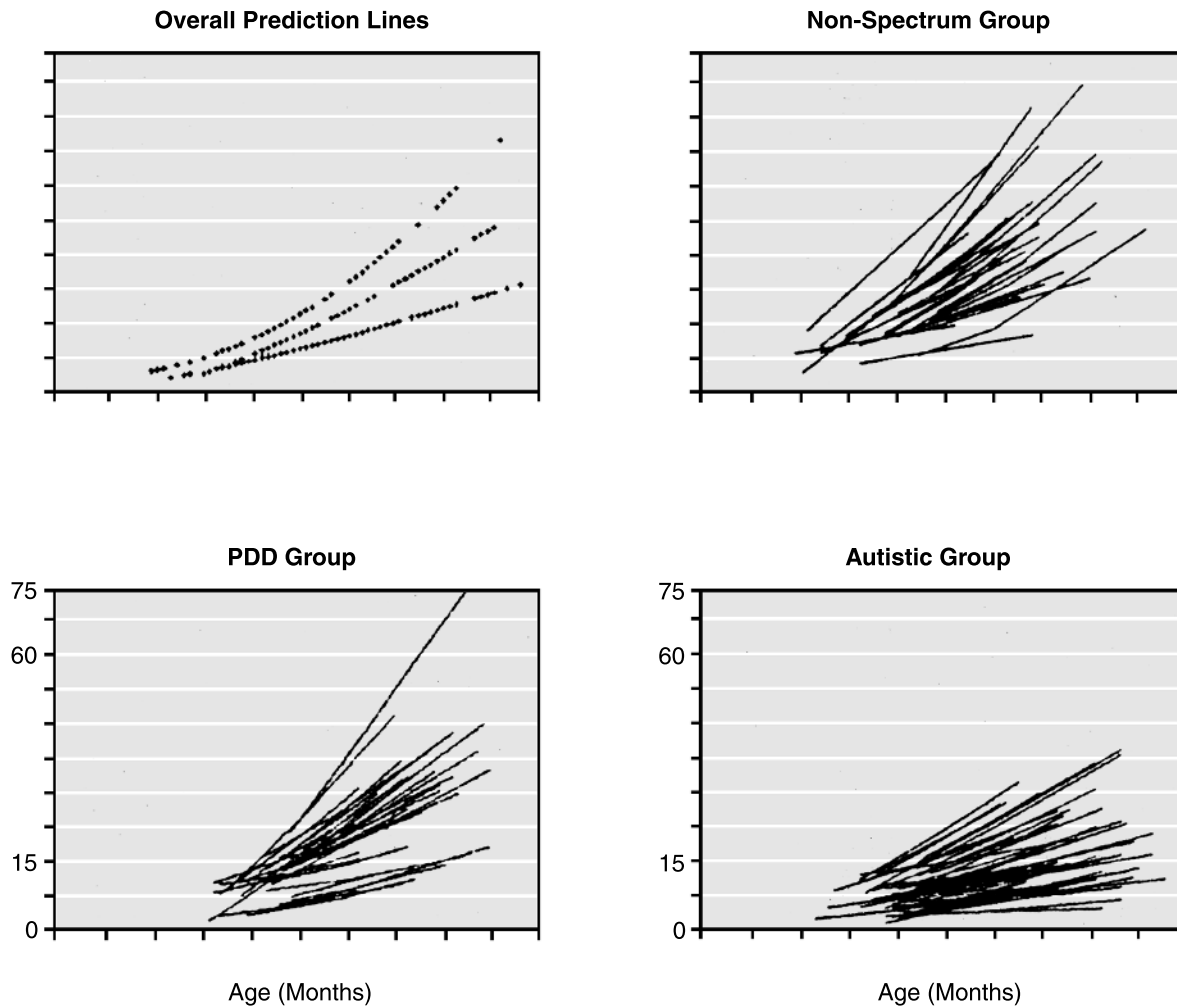 Overall Prediction Lines
Non-Spectrum Group
PDD Group
Autistic Group
75
60
15
0
75
60
15
0
Age (Months)
Age (Months)